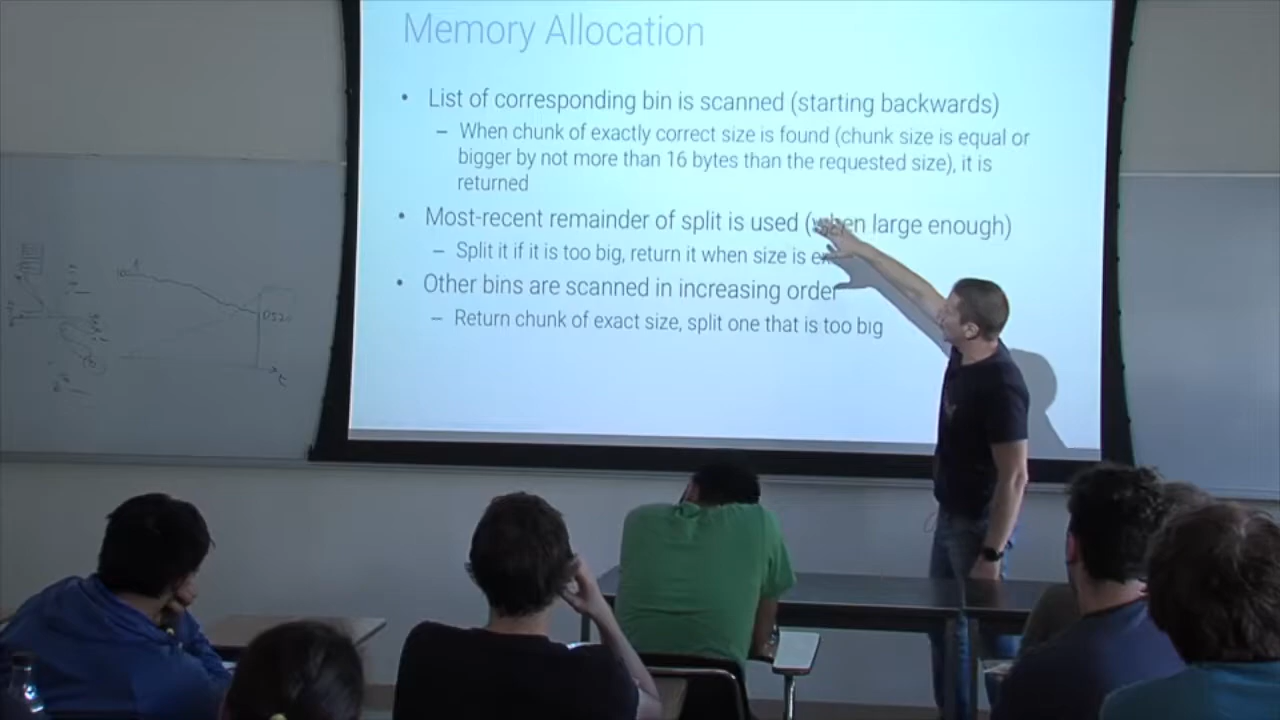 Memory Allocation
• List of corresponding bin is scanned (starting backwards)
– When chunk of exactly correct size is found (chunk size is equal or
bigger by not more than 16 bytes than the requested size), it is
returned
• Most-recent remainder of split is used (when large enough)
– Split it if it is too big, return it when size is
• Other bins are scanned in increasing order
– Return chunk of exact size, split one that is too big